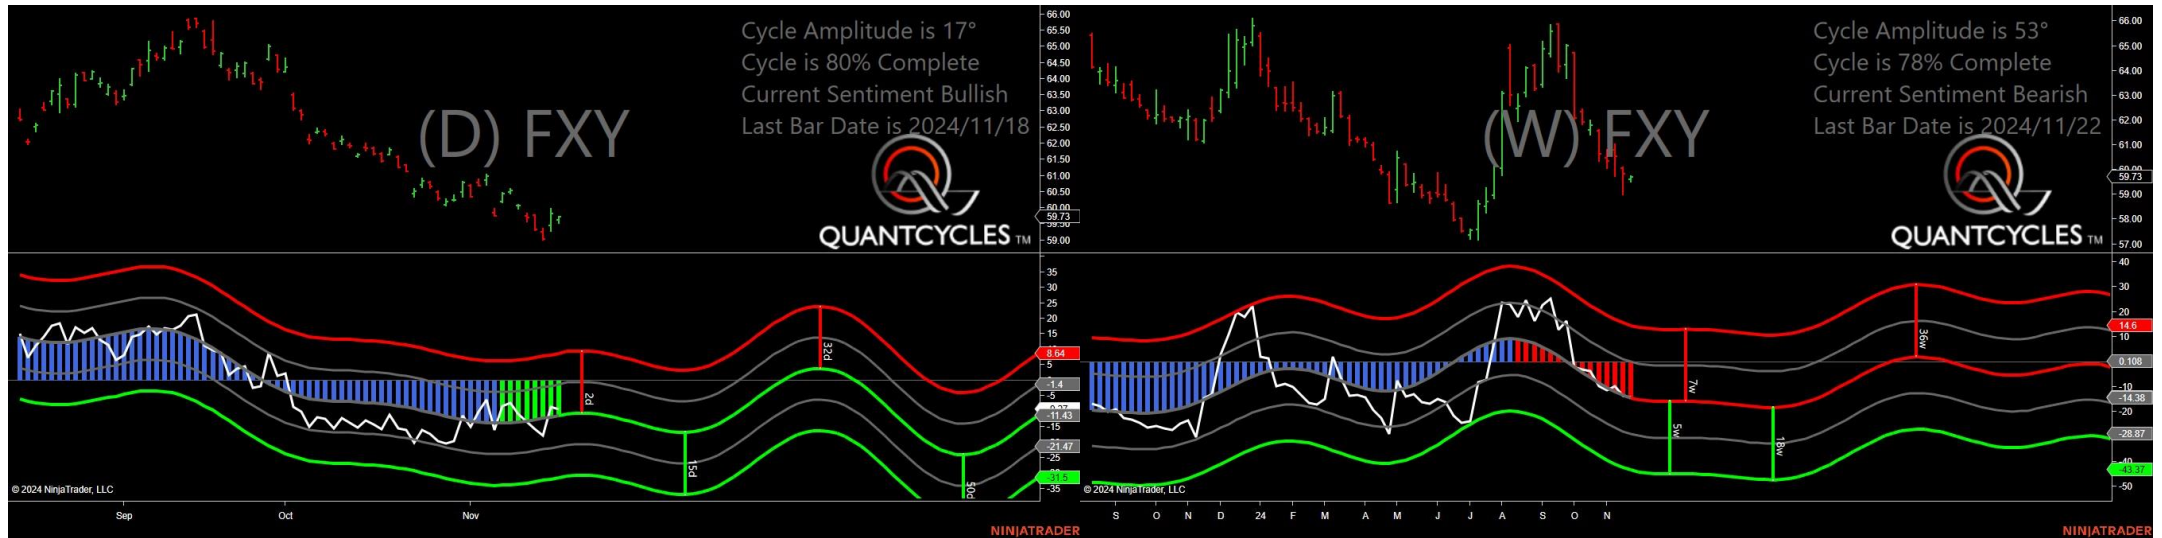 Cycle Amplitude is 17°
Cycle is 80% Complete
Current Sentiment Bullish
Last Bar Date is 2024/11/18
(D) FXY
QUANTCYCLES TM
66.00
65.50
65.00
64.50
64.00
63.50
63.00
62.50
62.00
61.50
61.00
60.50
60.00
59.73
59.50
59.00
35
30
25
20
15
8.64
5
-1.4
-5
-11.43
-15
-21.47
-25
-31.5
-35
2d
15d
32d
50d
© 2024 NinjaTrader, LLC
Sep
Oct
Nov
NINJATRADER
Cycle Amplitude is 53°
Cycle is 78% Complete
Current Sentiment Bearish
Last Bar Date is 2024/11/22
(W) FXY
QUANTCYCLES TM
66.00
65.00
64.00
63.00
62.00
61.00
60.00
59.73
59.00
58.00
57.00
40
30
20
14.6
10
0.108
-10
-14.38
-20
-28.87
-40
-43.37
-50
7w
5w
18w
36w
© 2024 NinjaTrader, LLC
S
O
N
D
24
F
M
A
M
J
J
A
S
O
N
NINJATRADER